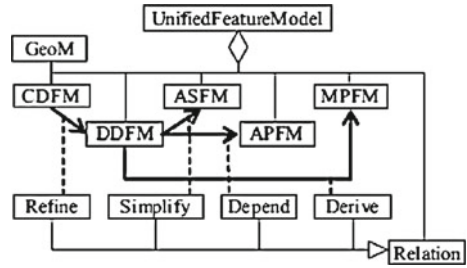 UnifiedFeatureModel
GeoM
CDFM
ASFM
MPFM
DDFM
APFM
Refine
Simplify
Depend
Derive
Relation